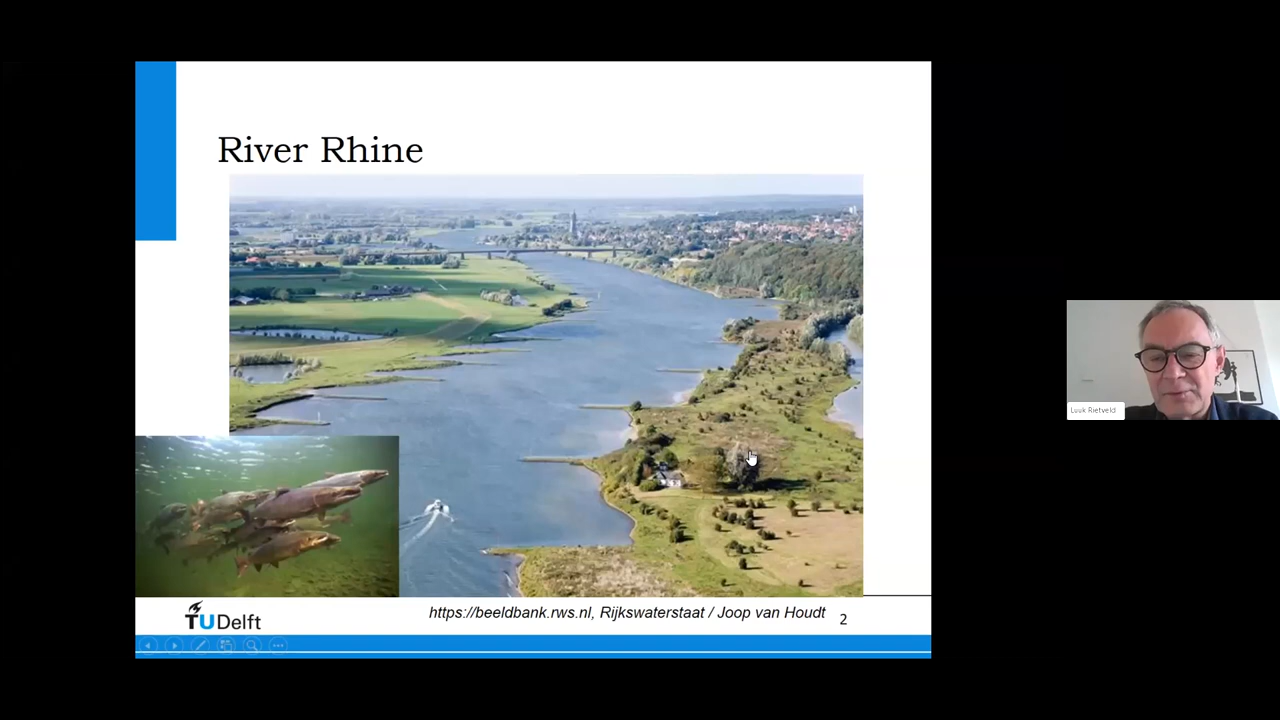 River Rhine
https://beeldbank.rws.nl, Rijkswaterstaat / Joop van Houdt
2
TUDelft
Luuk Rietveld